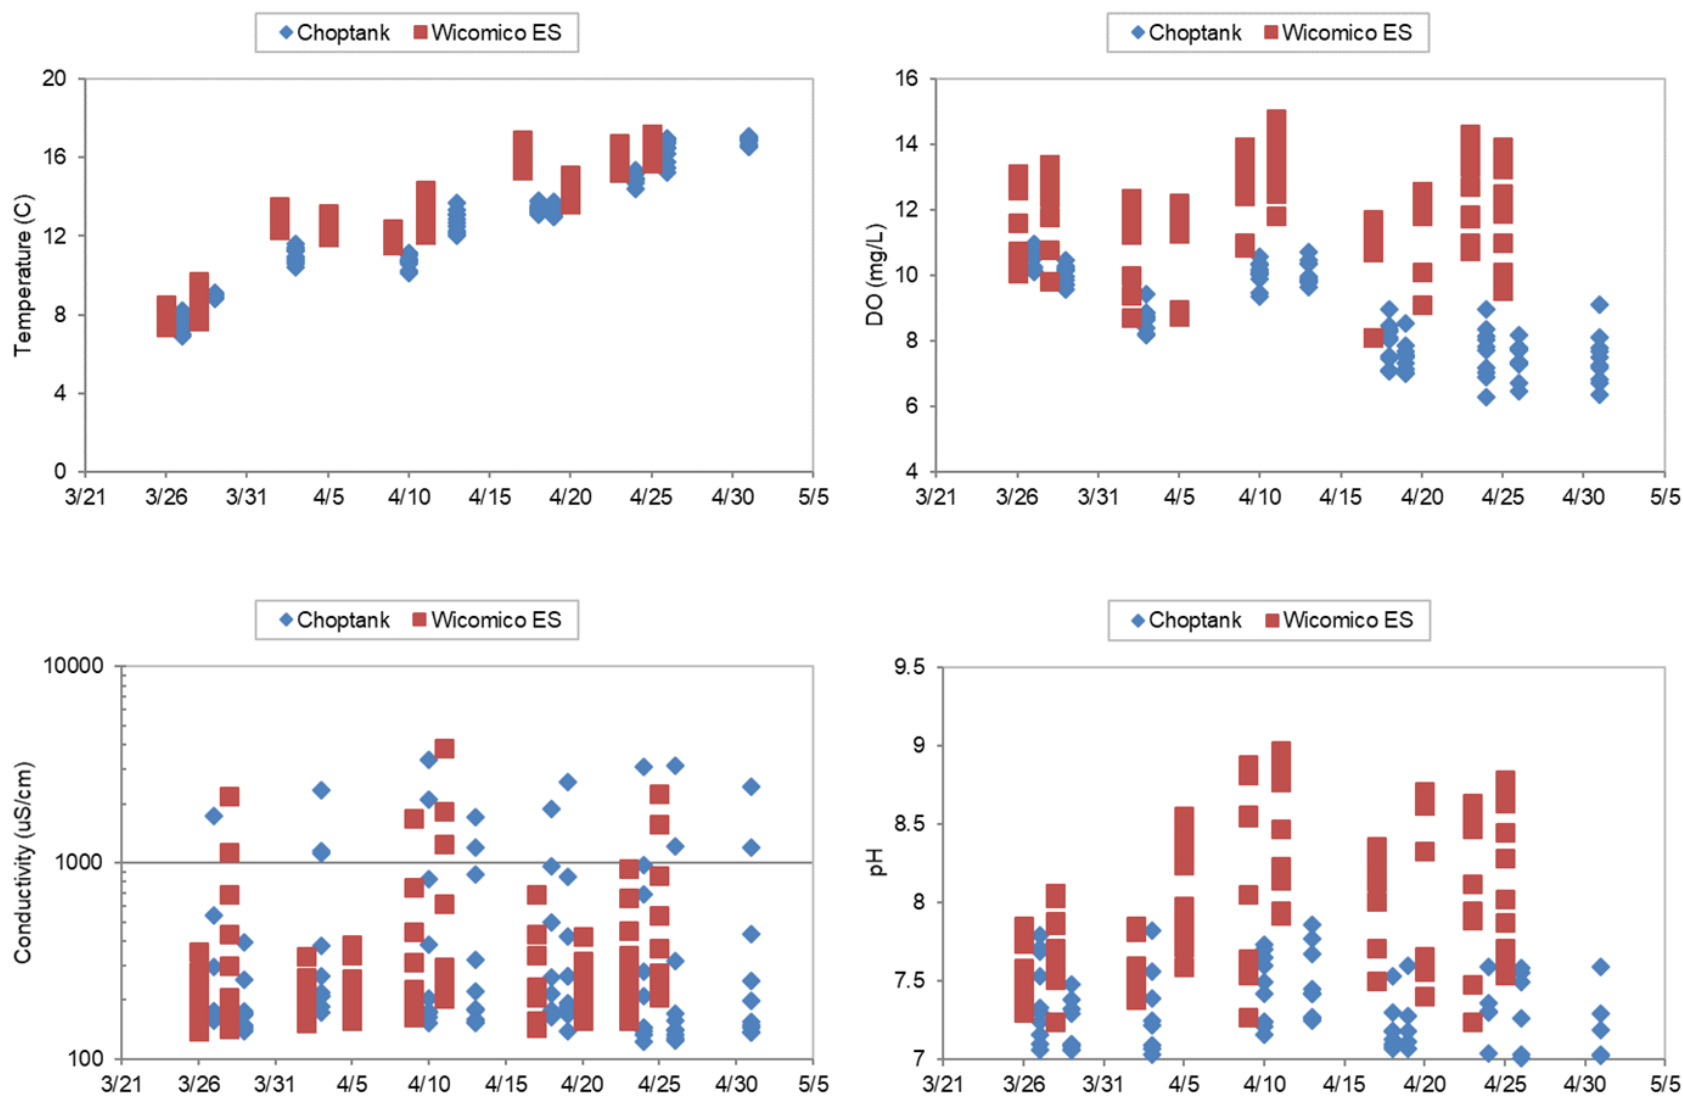 Choptank Wicomico ES
Temperature (C)
20
16
12
8
4
0
3/21 3/26 3/31 4/5 4/10 4/15 4/20 4/25 4/30 5/5
Choptank Wicomico ES
DO (mg/L)
16
14
12
10
8
6
4
3/21 3/26 3/31 4/5 4/10 4/15 4/20 4/25 4/30 5/5
Choptank Wicomico ES
Conductivity (uS/cm)
10000
1000
100
3/21 3/26 3/31 4/5 4/10 4/15 4/20 4/25 4/30 5/5
Choptank Wicomico ES
pH
9.5
9
8.5
8
7.5
7
3/21 3/26 3/31 4/5 4/10 4/15 4/20 4/25 4/30 5/5